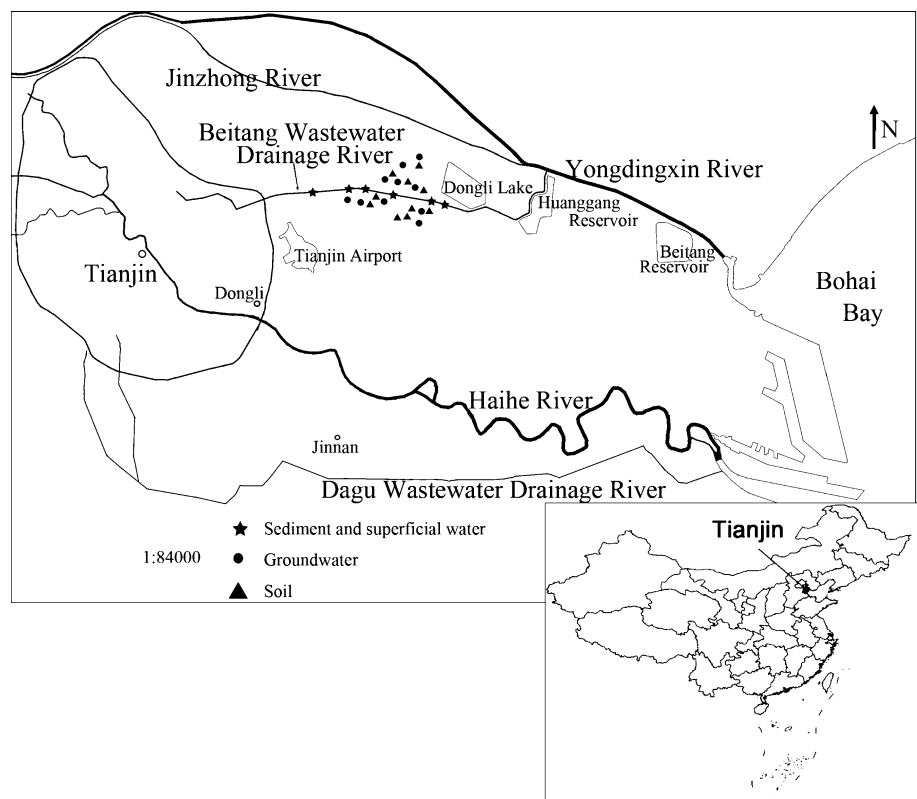 Jinzhong River
Beitang Wastewater
Drainage River
N
Yongdingxin River
Dongli Lake
Huanggang
Reservoir
Tianjin Airport
Beitang
Reservoir
Tianjin
Bohai
Bay
Dongli
Haihe River
Jinnan
Dagu Wastewater Drainage River
Sediment and superficial water
1:84000
Groundwater
Soil
Tianjin